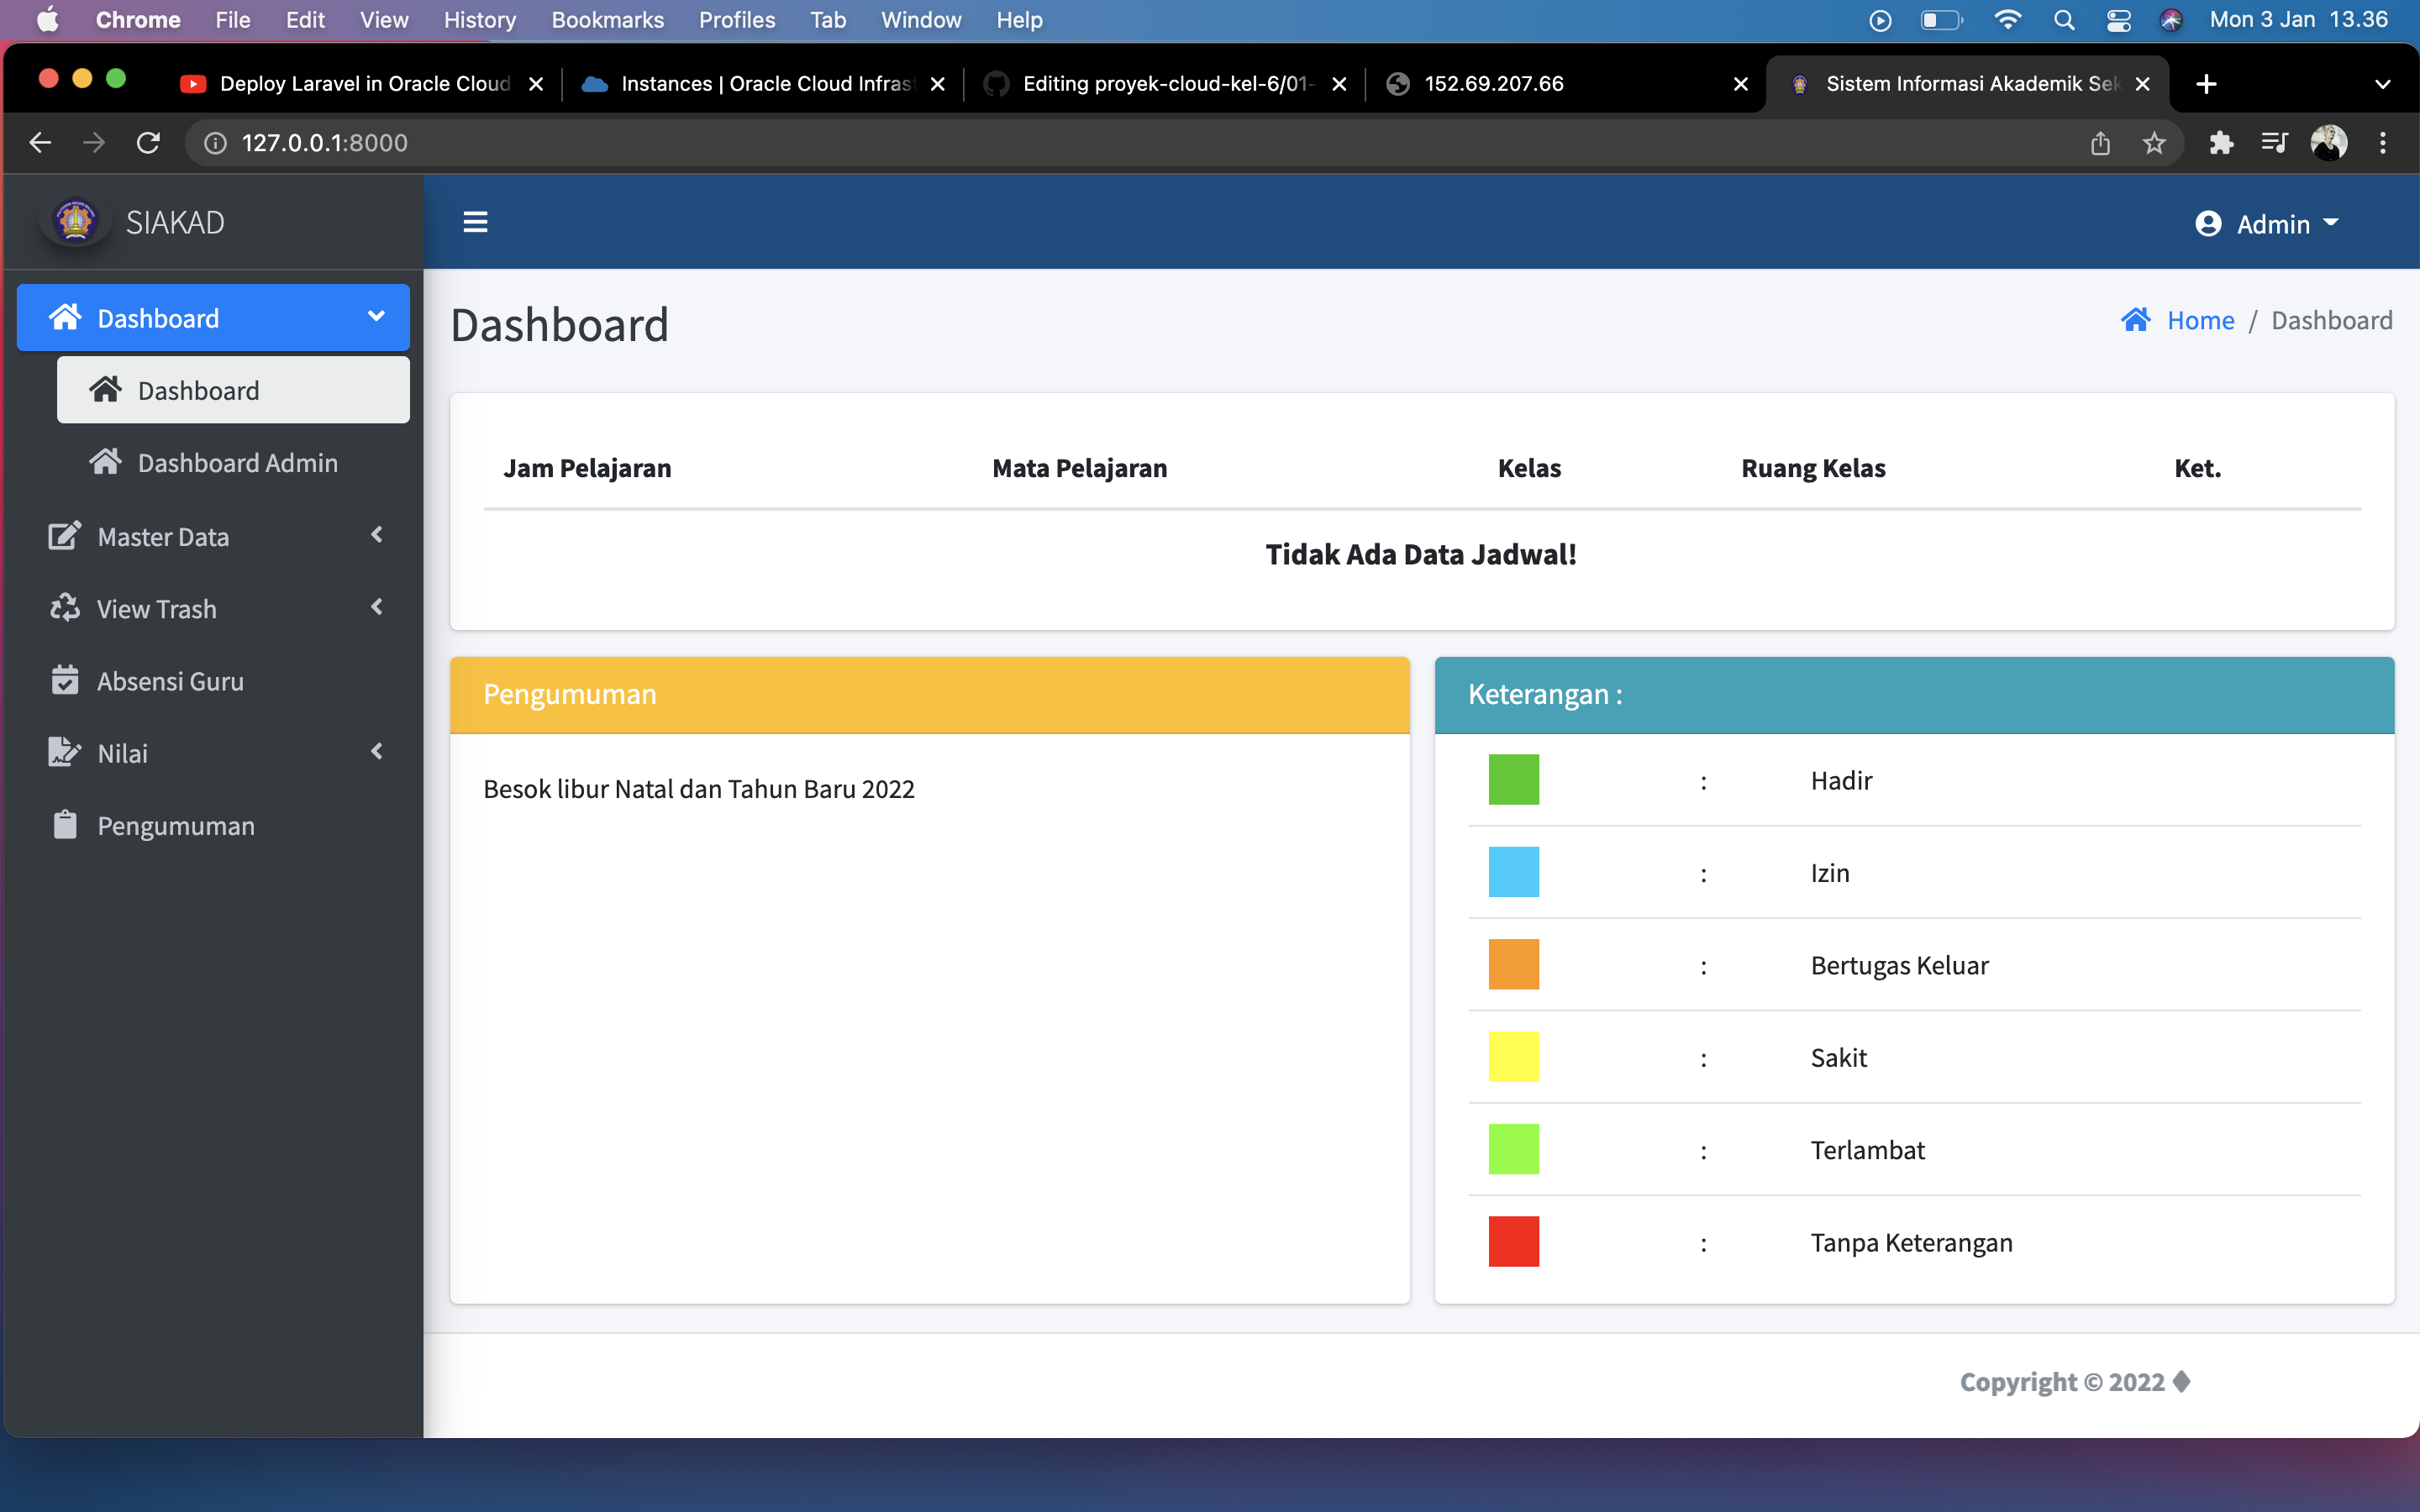 Chrome File Edit View History Bookmarks Profiles Tab Window Help Mon 3 Jan 13.36
Deploy Laravel in Oracle Cloud Instances | Oracle Cloud Infrast Editing proyek-cloud-kel-6/01- 152.69.207.66 Sistem Informasi Akademik Sek
127.0.0.1:8000
SIAKAD
Admin
Dashboard
Dashboard
Dashboard Admin
Master Data
View Trash
Absensi Guru
Nilai
Pengumuman
Dashboard
Home / Dashboard
Jam Pelajaran Mata Pelajaran Kelas Ruang Kelas Ket.
Tidak Ada Data Jadwal!
Pengumuman
Besok libur Natal dan Tahun Baru 2022
Keterangan :
: Hadir
: Izin
: Bertugas Keluar
: Sakit
: Terlambat
: Tanpa Keterangan
Copyright © 2022 ♦